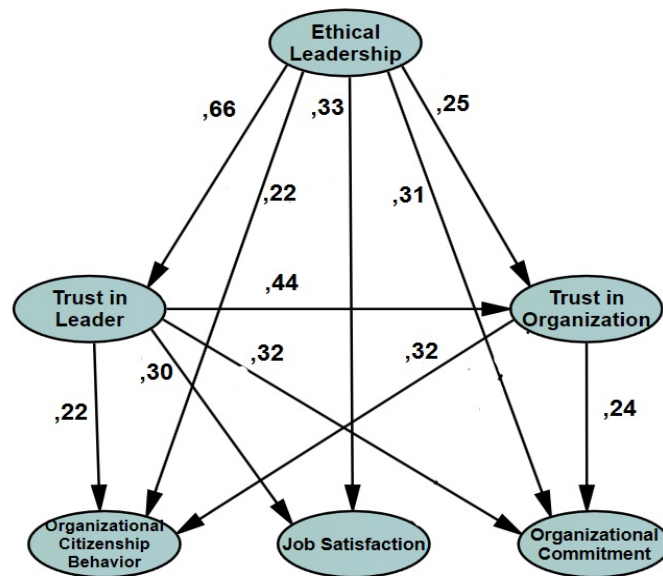 Ethical
Leadership
,66
,33
,25
,22
,31
Trust in
Leader
,44
Trust in
Organization
,32
,32
,30
,22
,24
Organizational
Citizenship
Behavior
Job Satisfaction
Organizational
Commitment